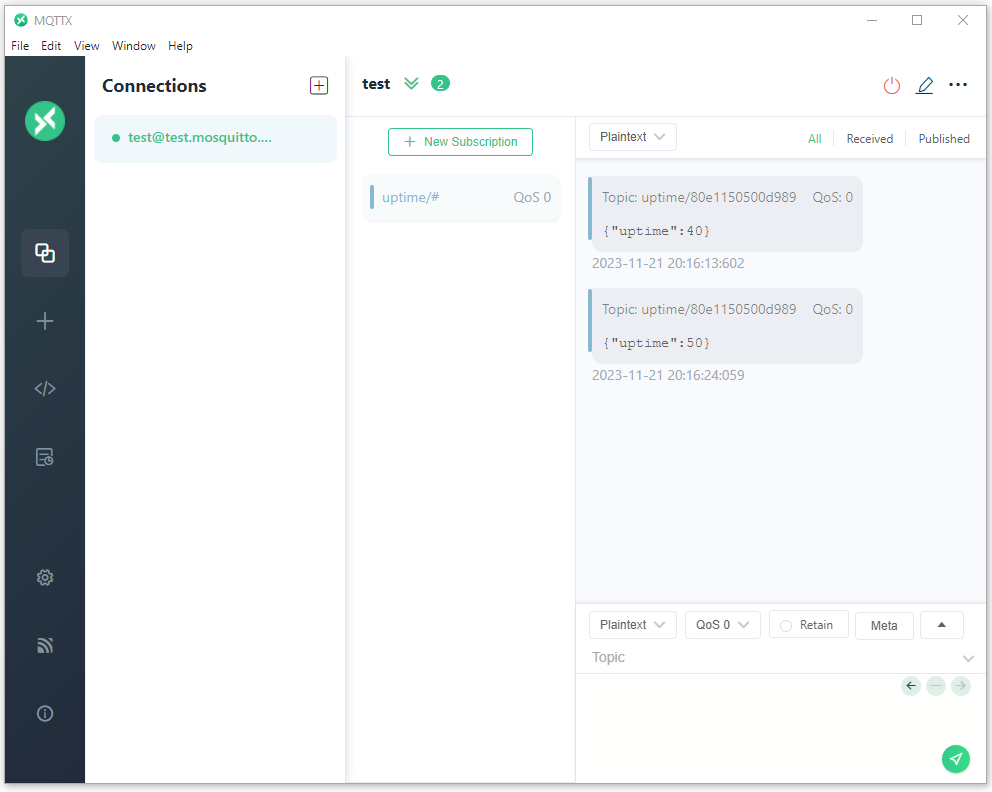 MQTTX
File Edit View Window Help
Connections
test@test.mosquitto....
test 2
+ New Subscription
uptime/# QoS 0
Plaintext All Received Published
Topic: uptime/80e1150500d989 QoS: 0
{"uptime":40}
2023-11-21 20:16:13:602
Topic: uptime/80e1150500d989 QoS: 0
{"uptime":50}
2023-11-21 20:16:24:059
Plaintext QoS 0 Retain Meta
Topic